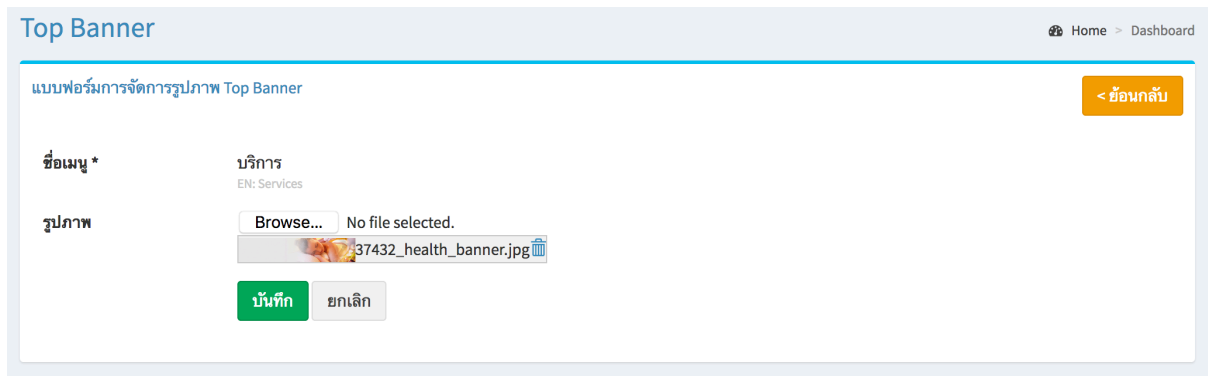 Top Banner
Home > Dashboard
แบบฟอร์มการจัดการรูปภาพ Top Banner
< ย้อนกลับ
ชื่อเมนู * บริการ
EN: Services
รูปภาพ Browse... No file selected.
37432_health_banner.jpg
บันทึก ยกเลิก